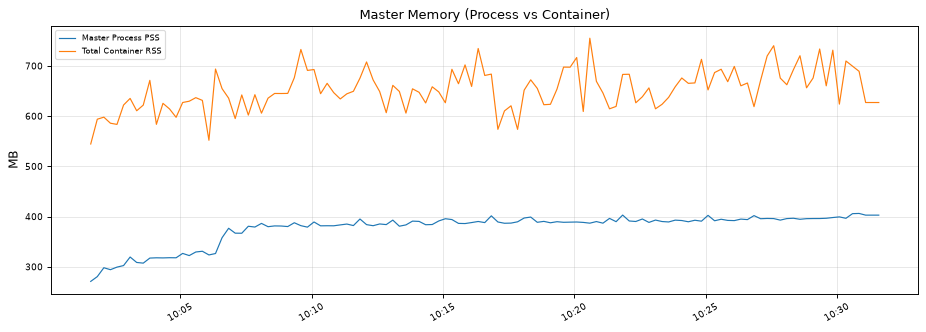 Master Memory (Process vs Container)
Master Process PSS
Total Container RSS
MB
700
600
500
400
300
10:05
10:10
10:15
10:20
10:25
10:30